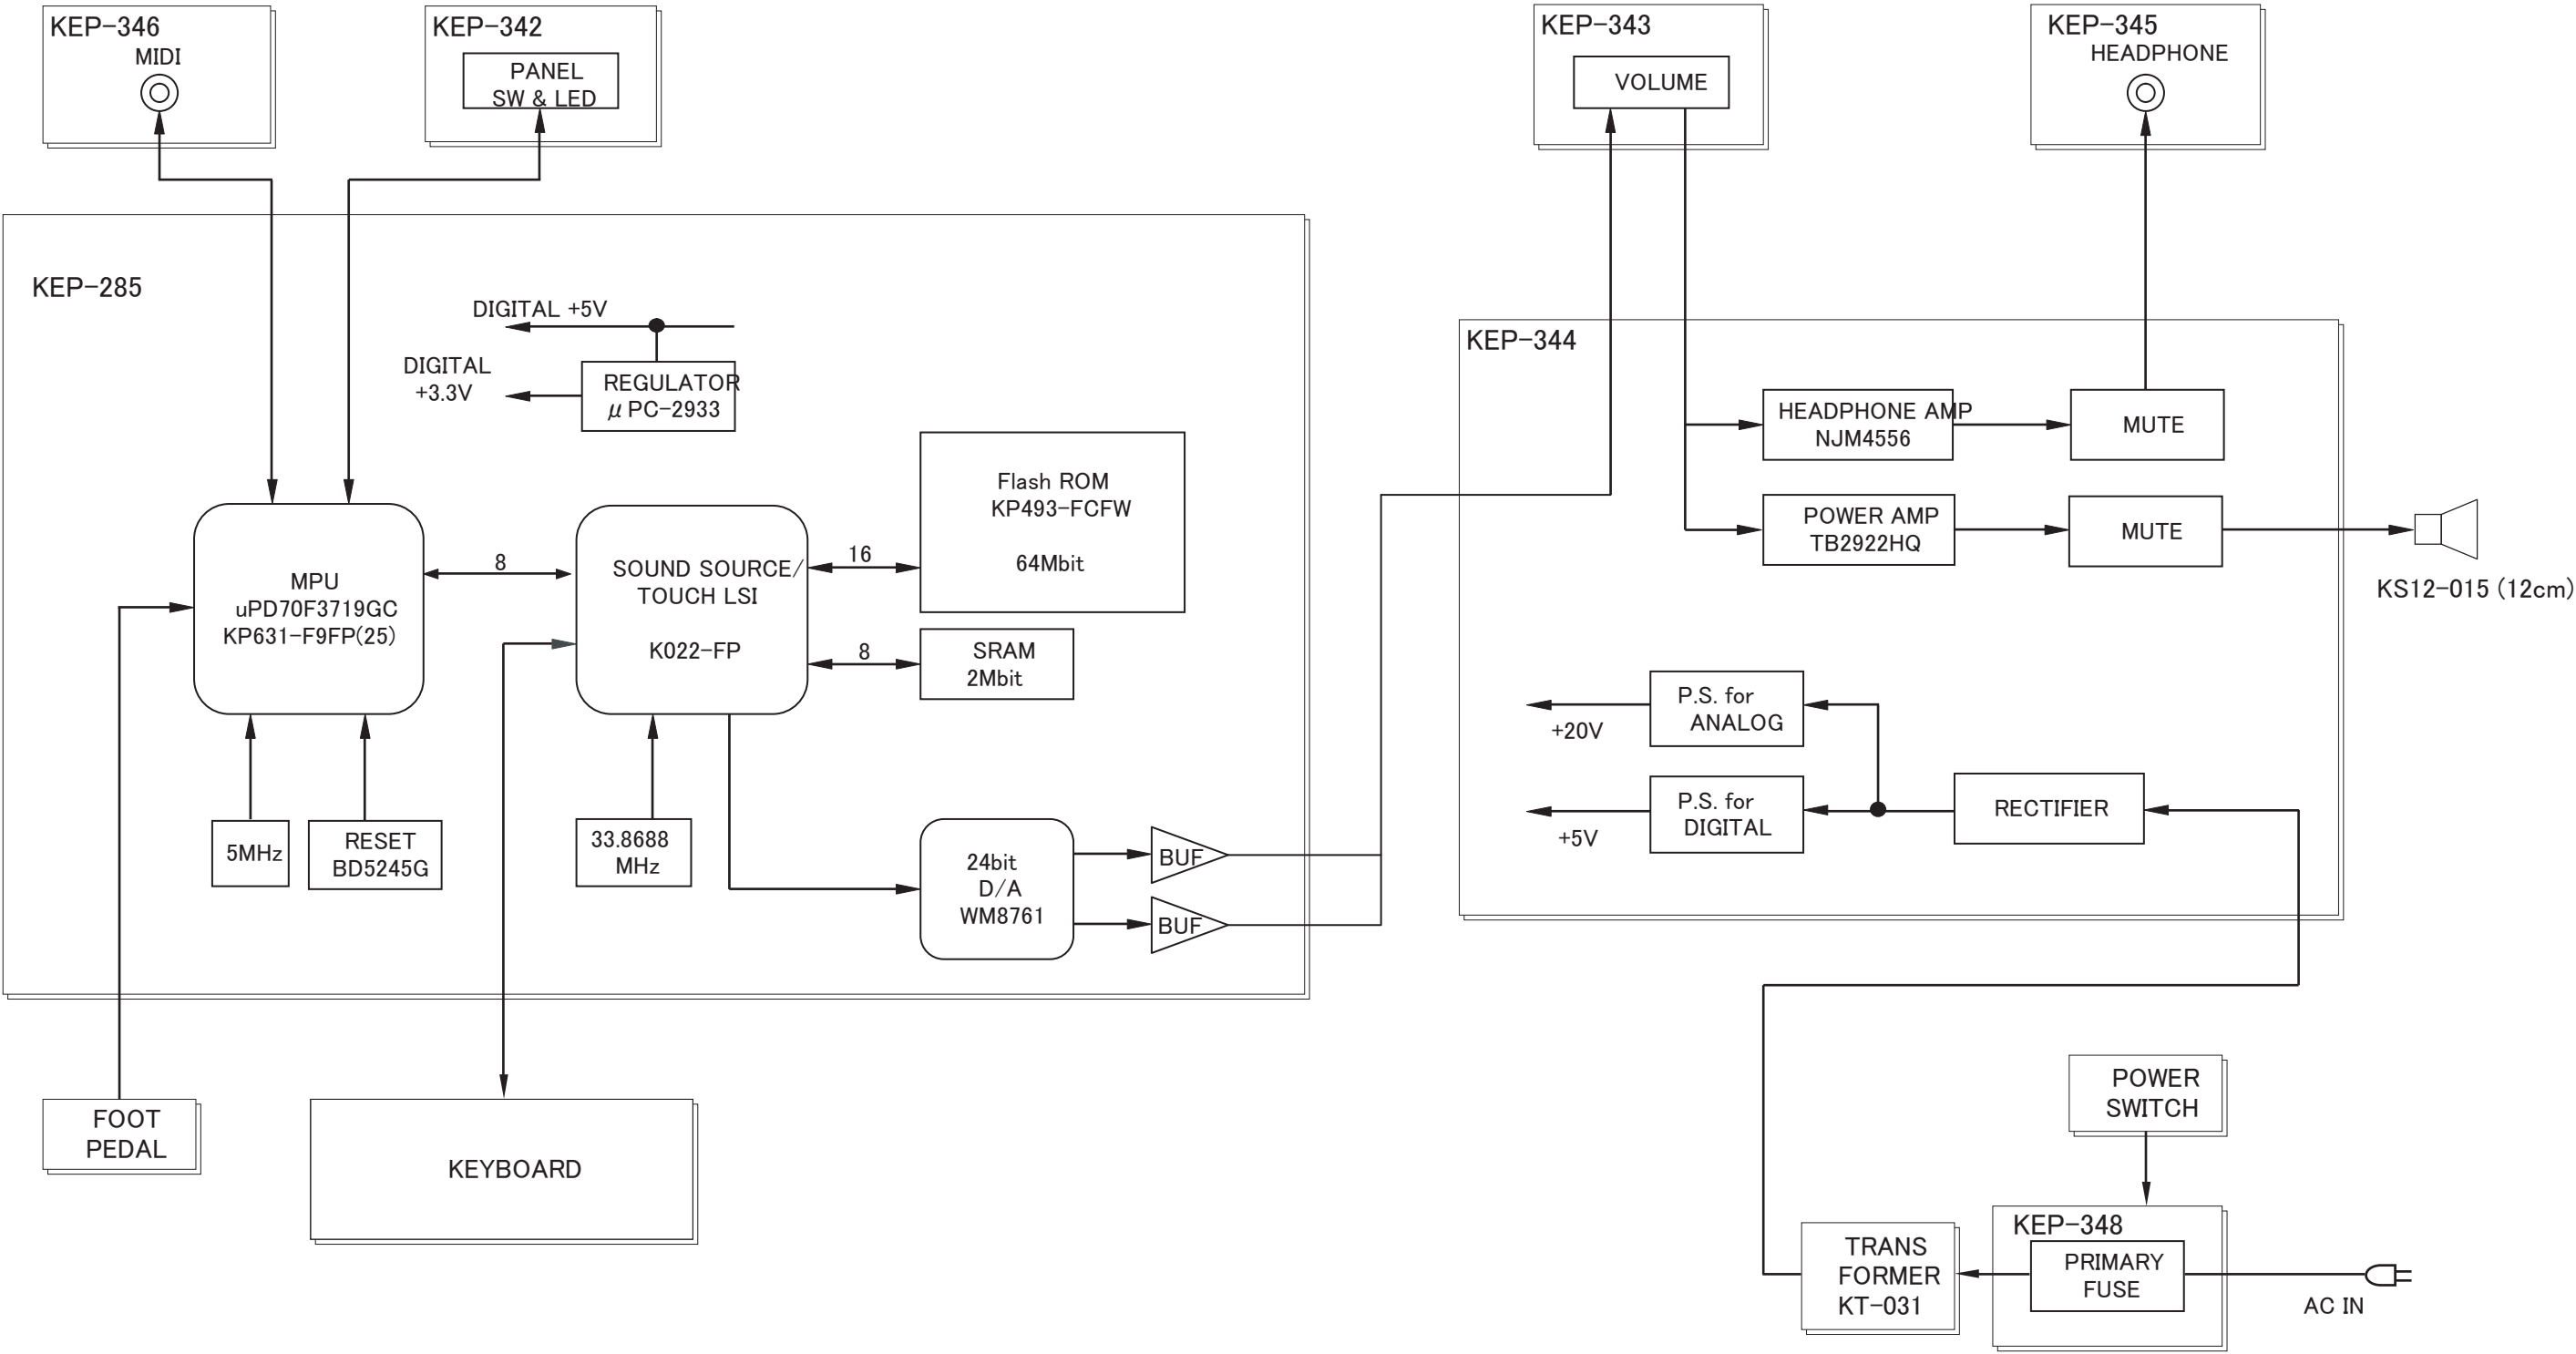 KEP-346
MIDI
KEP-342
PANEL
SW & LED
KEP-343
VOLUME
KEP-345
HEADPHONE
KEP-285
DIGITAL +5V
DIGITAL
+3.3V
REGULATOR
μPC-2933
Flash ROM
KP493-FCFW
64Mbit
MPU
uPD70F3719GC
KP631-F9FP(25)
8
SOUND SOURCE/
TOUCH LSI
K022-FP
16
8
SRAM
2Mbit
5MHz
RESET
BD5245G
33.8688
MHz
24bit
D/A
WM8761
BUF
BUF
KEP-344
HEADPHONE AMP
NJM4556
MUTE
POWER AMP
TB2922HQ
MUTE
KS12-015 (12cm)
P.S. for
ANALOG
+20V
P.S. for
DIGITAL
+5V
RECTIFIER
FOOT
PEDAL
KEYBOARD
POWER
SWITCH
KEP-348
PRIMARY
FUSE
TRANS
FORMER
KT-031
AC IN